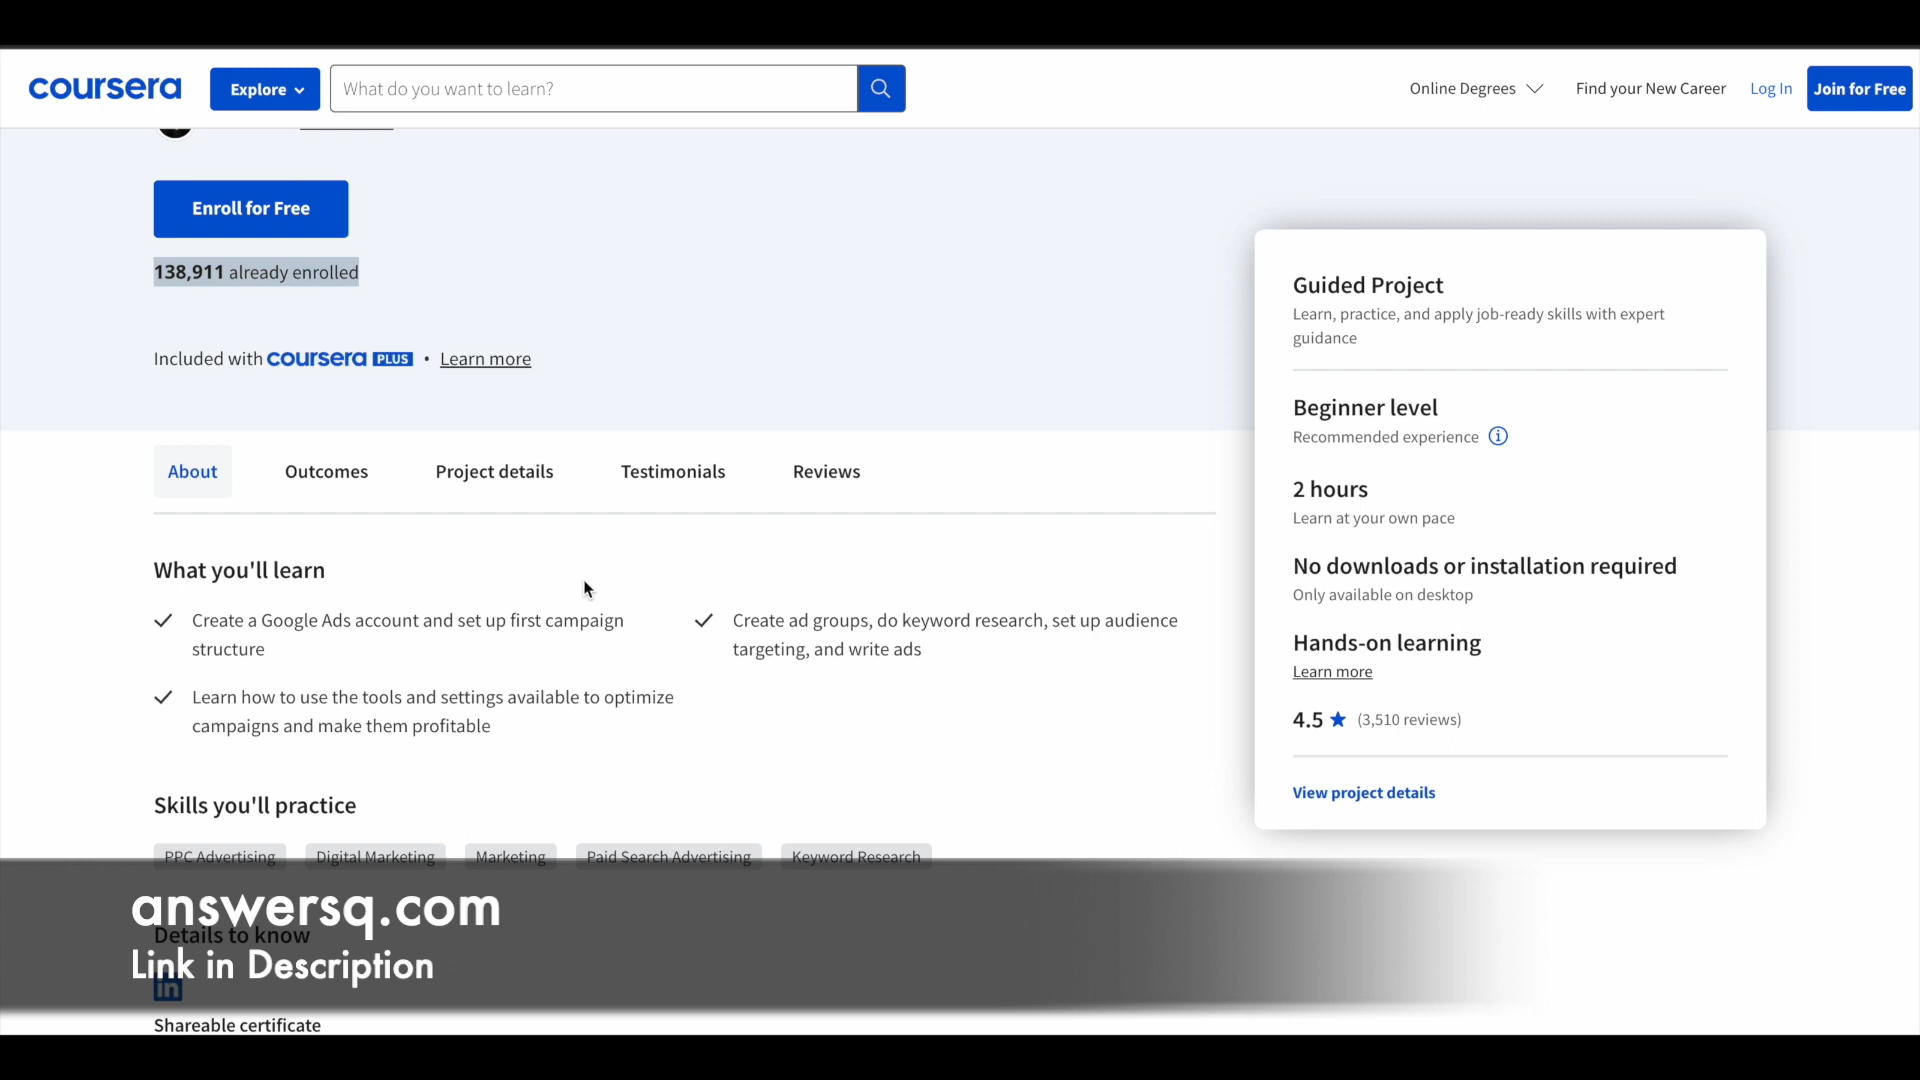 coursera
Explore
What do you want to learn?
Online Degrees
Find your New Career
Log In
Join for Free
Enroll for Free
138,911 already enrolled
Included with coursera PLUS • Learn more
Guided Project
Learn, practice, and apply job-ready skills with expert
guidance
Beginner level
Recommended experience
2 hours
Learn at your own pace
No downloads or installation required
Only available on desktop
Hands-on learning
Learn more
4.5 ★ (3,510 reviews)
View project details
About
Outcomes
Project details
Testimonials
Reviews
What you'll learn
Create a Google Ads account and set up first campaign
structure
Create ad groups, do keyword research, set up audience
targeting, and write ads
Learn how to use the tools and settings available to optimize
campaigns and make them profitable
Skills you'll practice
PPC Advertising
Digital Marketing
Marketing
Paid Search Advertising
Keyword Research
answersq.com
Details to know
Link in Description
in
Shareable certificate